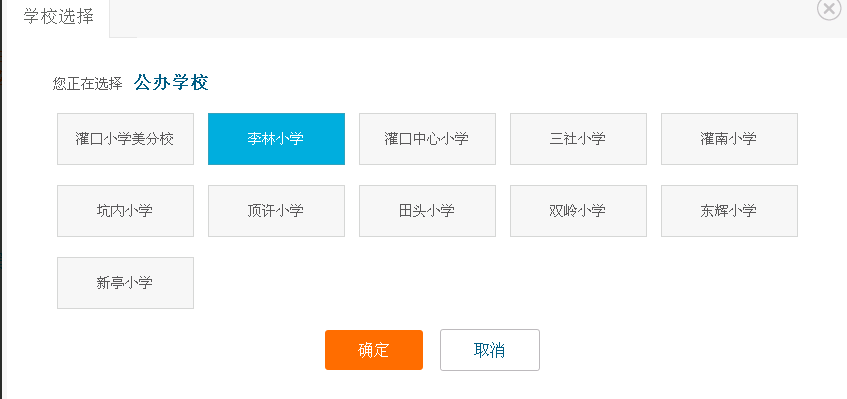 学校选择
您正在选择 公办学校
灌口小学美分校 李林小学 灌口中心小学 三社小学 灌南小学
坑内小学 顶许小学 田头小学 双岭小学 东辉小学
新亭小学
确定 取消